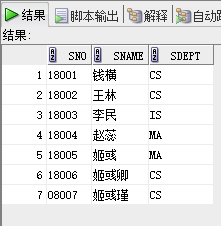 结果 脚本输出 解释 自动跟
结果:
SNO SNAME SDEPT
1 18001 钱横 CS
2 18002 王林 CS
3 18003 李民 IS
4 18004 赵蕊 MA
5 18005 姬彧 MA
6 18006 姬彧卿 CS
7 08007 姬彧瑾 CS